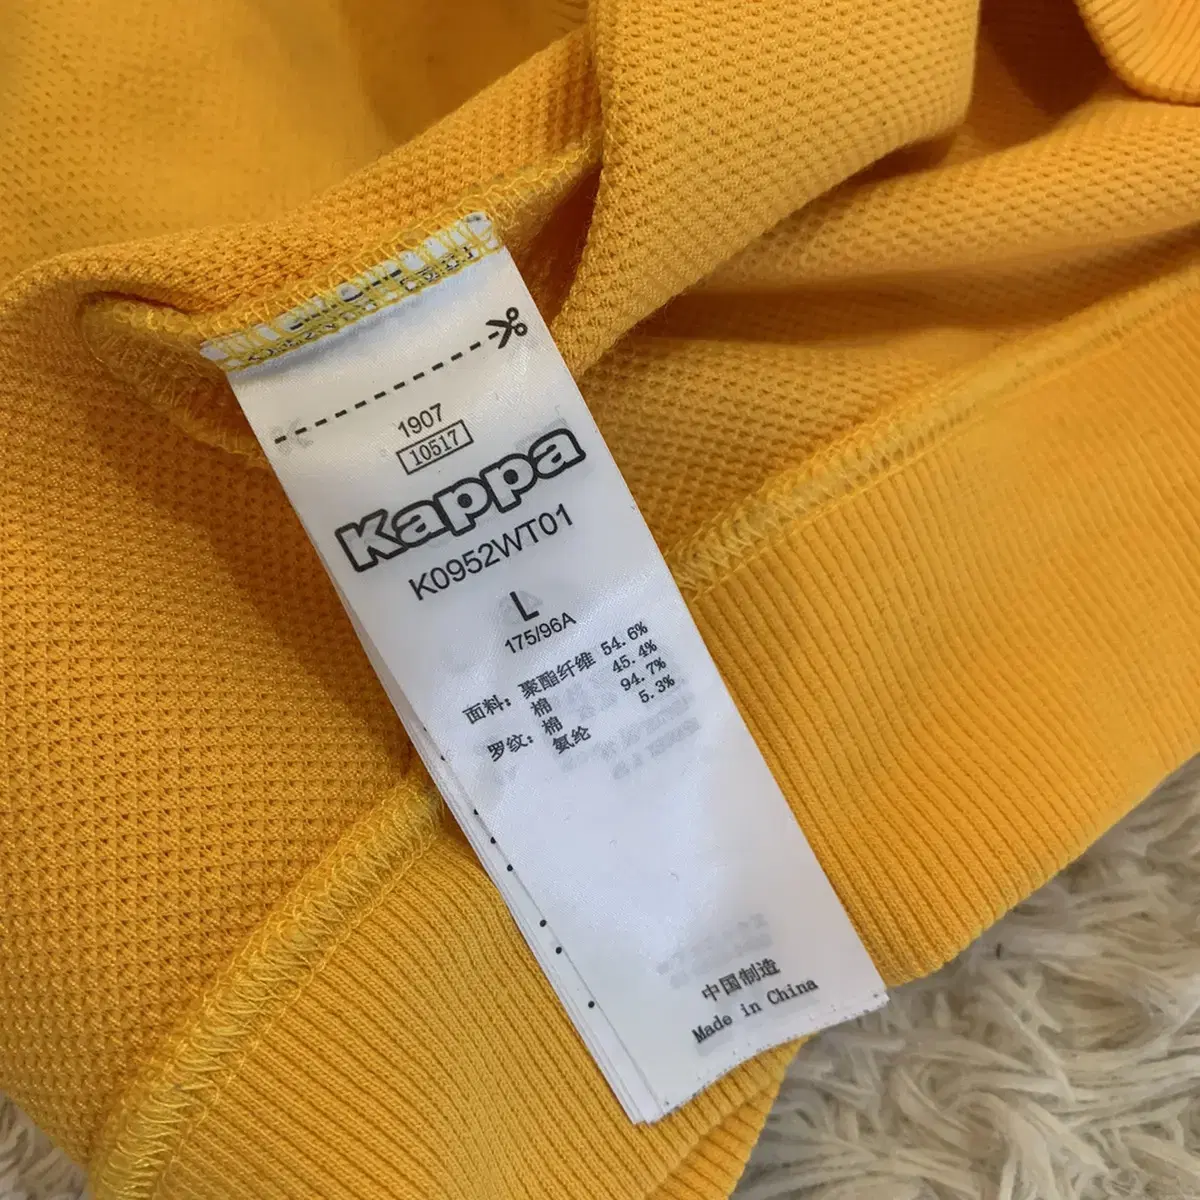 1907
10517
Kappa
K0952WT01
L
175/96A
面料: 聚酯纤维 54.6%
棉 45.4%
罗纹: 棉 94.7%
氨纶 5.3%
中国制造
Made in China